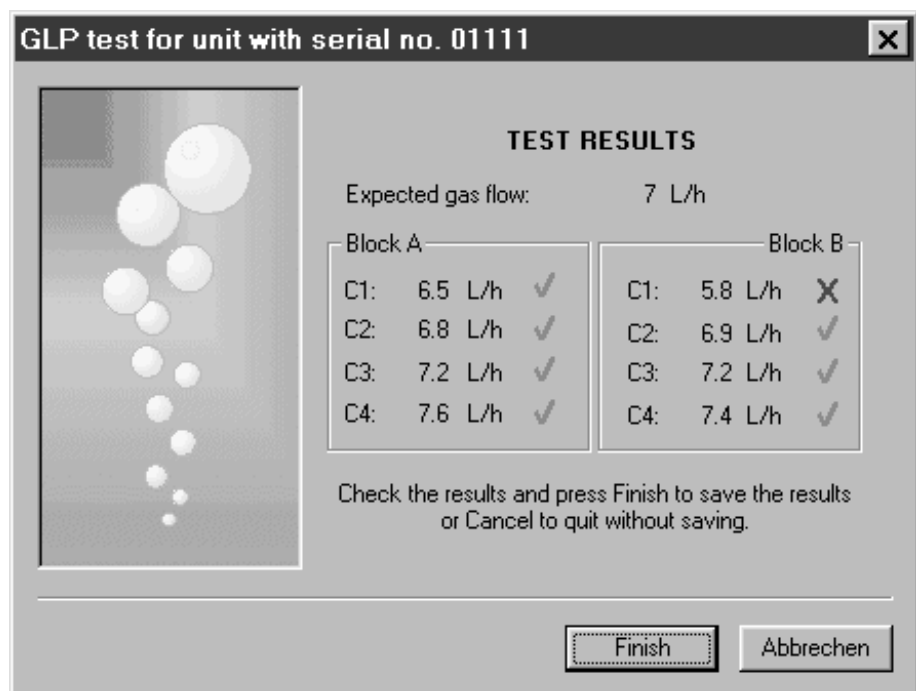 GLP test for unit with serial no. 01111
TEST RESULTS
Expected gas flow: 7 L/h
Block A
C1: 6.5 L/h
C2: 6.8 L/h
C3: 7.2 L/h
C4: 7.6 L/h
Block B
C1: 5.8 L/h
C2: 6.9 L/h
C3: 7.2 L/h
C4: 7.4 L/h
Check the results and press Finish to save the results
or Cancel to quit without saving.
Finish Abbrechen